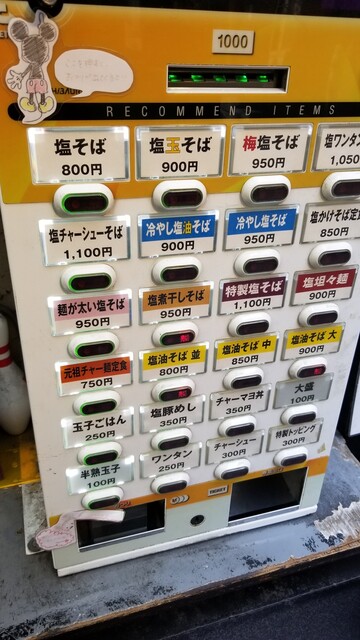 1000
RECOMMEND ITEMS
塩そば
800円
塩玉そば
900円
梅塩そば
950円
塩ワンタン
1,050
塩チャーシューそば
1,100円
冷やし塩油そば
900円
冷やし塩そば
950円
塩かけそば定食
850円
麺が太い塩そば
950円
塩煮干しそば
950円
特製塩そば
1,100円
塩坦々麺
900円
元祖チャー麺定食
750円
塩油そば 並
800円
塩油そば 中
850円
塩油そば 大
900円
玉子ごはん
250円
塩豚めし
350円
チャーマヨ丼
350円
大盛
100円
半熟玉子
100円
ワンタン
250円
チャーシュー
300円
特製トッピング
300円